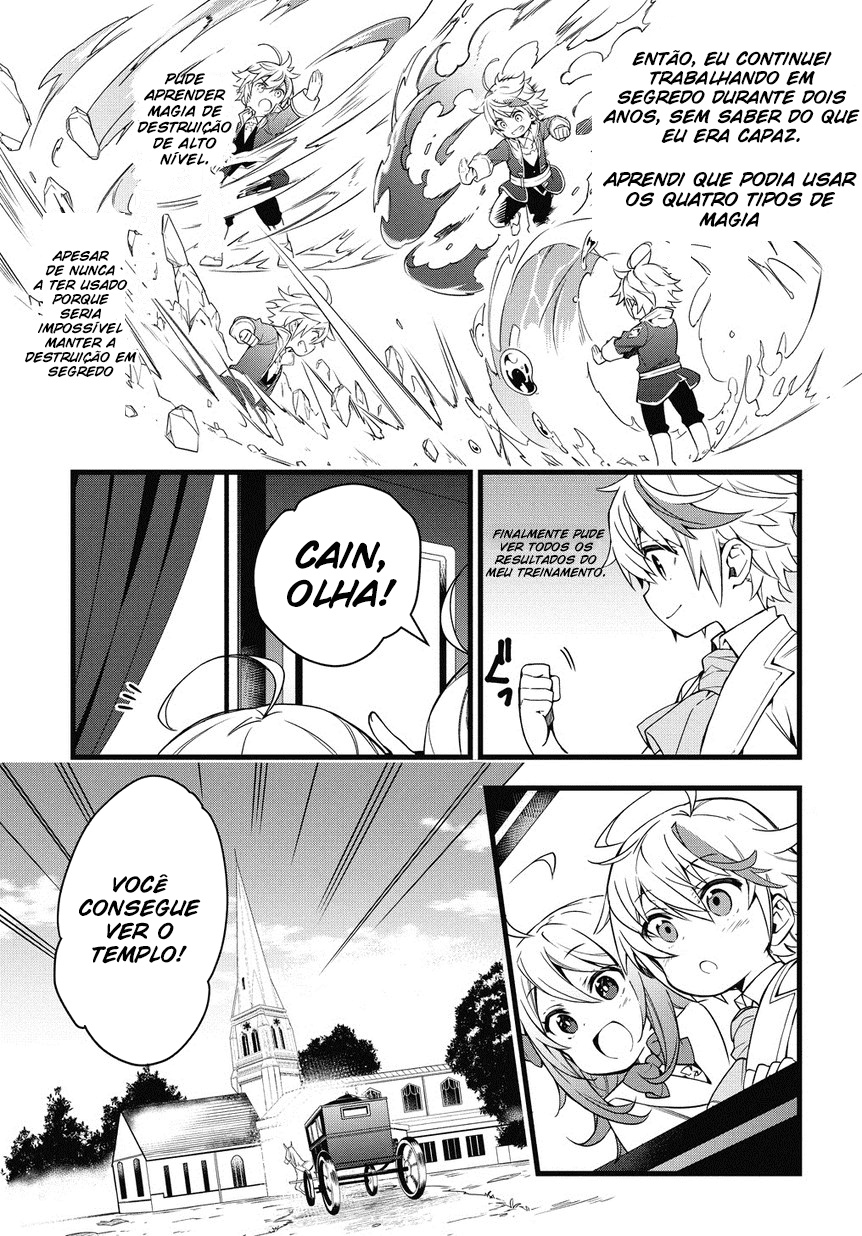 ENTÃO, EU CONTINUEI
TRABALHANDO EM
SEGREDO DURANTE DOIS
ANOS, SEM SABER DO QUE
EU ERA CAPAZ.
APRENDI QUE PODIA USAR
OS QUATRO TIPOS DE
MAGIA
PUDE
APRENDER
MAGIA DE
DESTRUIÇÃO
DE ALTO
NÍVEL.
APESAR
DE NUNCA
A TER USADO
PORQUE
SERIA
IMPOSSÍVEL
MANTER A
DESTRUIÇÃO EM
SEGREDO
FINALMENTE PUDE
VER TODOS OS
RESULTADOS DO
MEU TREINAMENTO.
CAIN,
OLHA!
VOCÊ
CONSEGUE
VER O
TEMPLO!